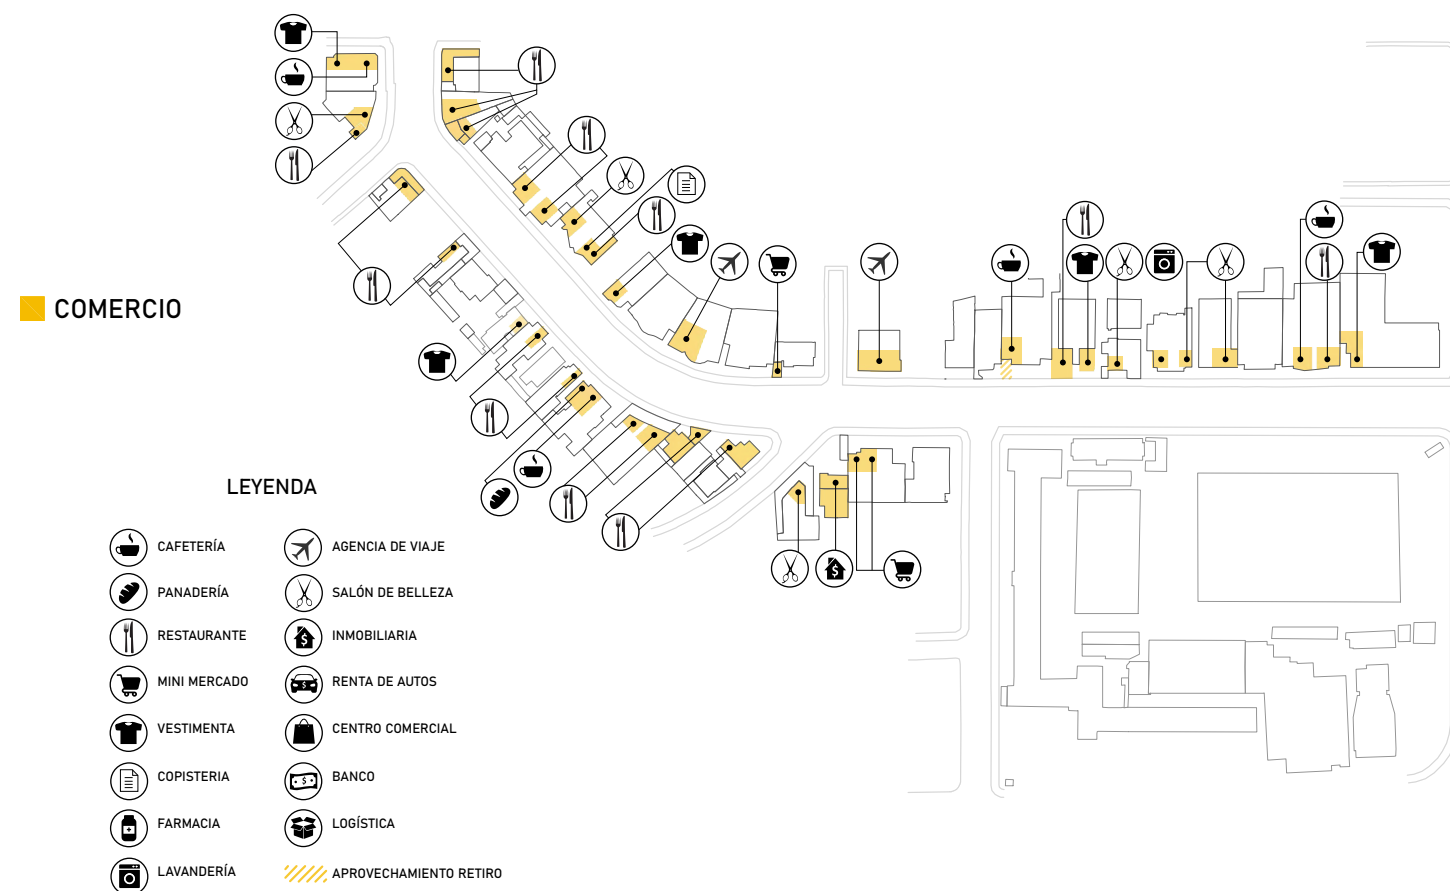 COMERCIO
LEYENDA
CAFETERÍA
PANADERÍA
RESTAURANTE
MINI MERCADO
VESTIMENTA
COPISTERIA
FARMACIA
LAVANDERÍA
AGENCIA DE VIAJE
SALÓN DE BELLEZA
INMOBILIARIA
RENTA DE AUTOS
CENTRO COMERCIAL
BANCO
LOGÍSTICA
APROVECHAMIENTO RETIRO